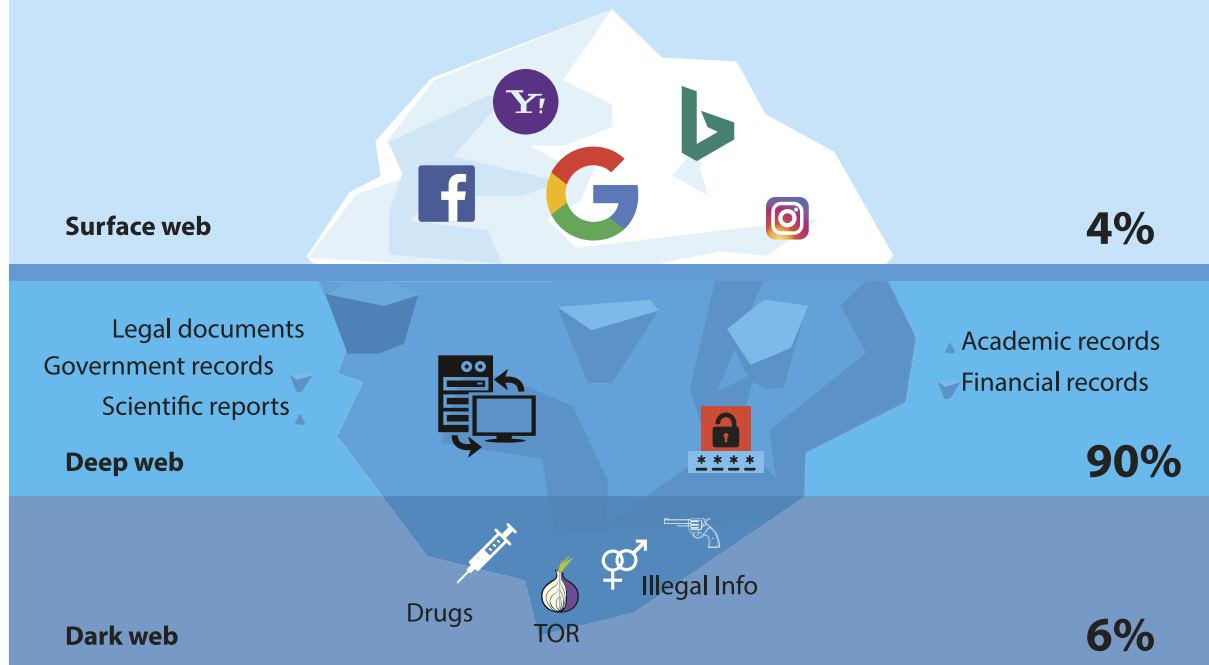 Y!
Surface web
4%
Legal documents
Government records
Scientific reports
Academic records
Financial records
* * * *
Deep web
90%
Drugs
TOR
Illegal Info
Dark web
6%